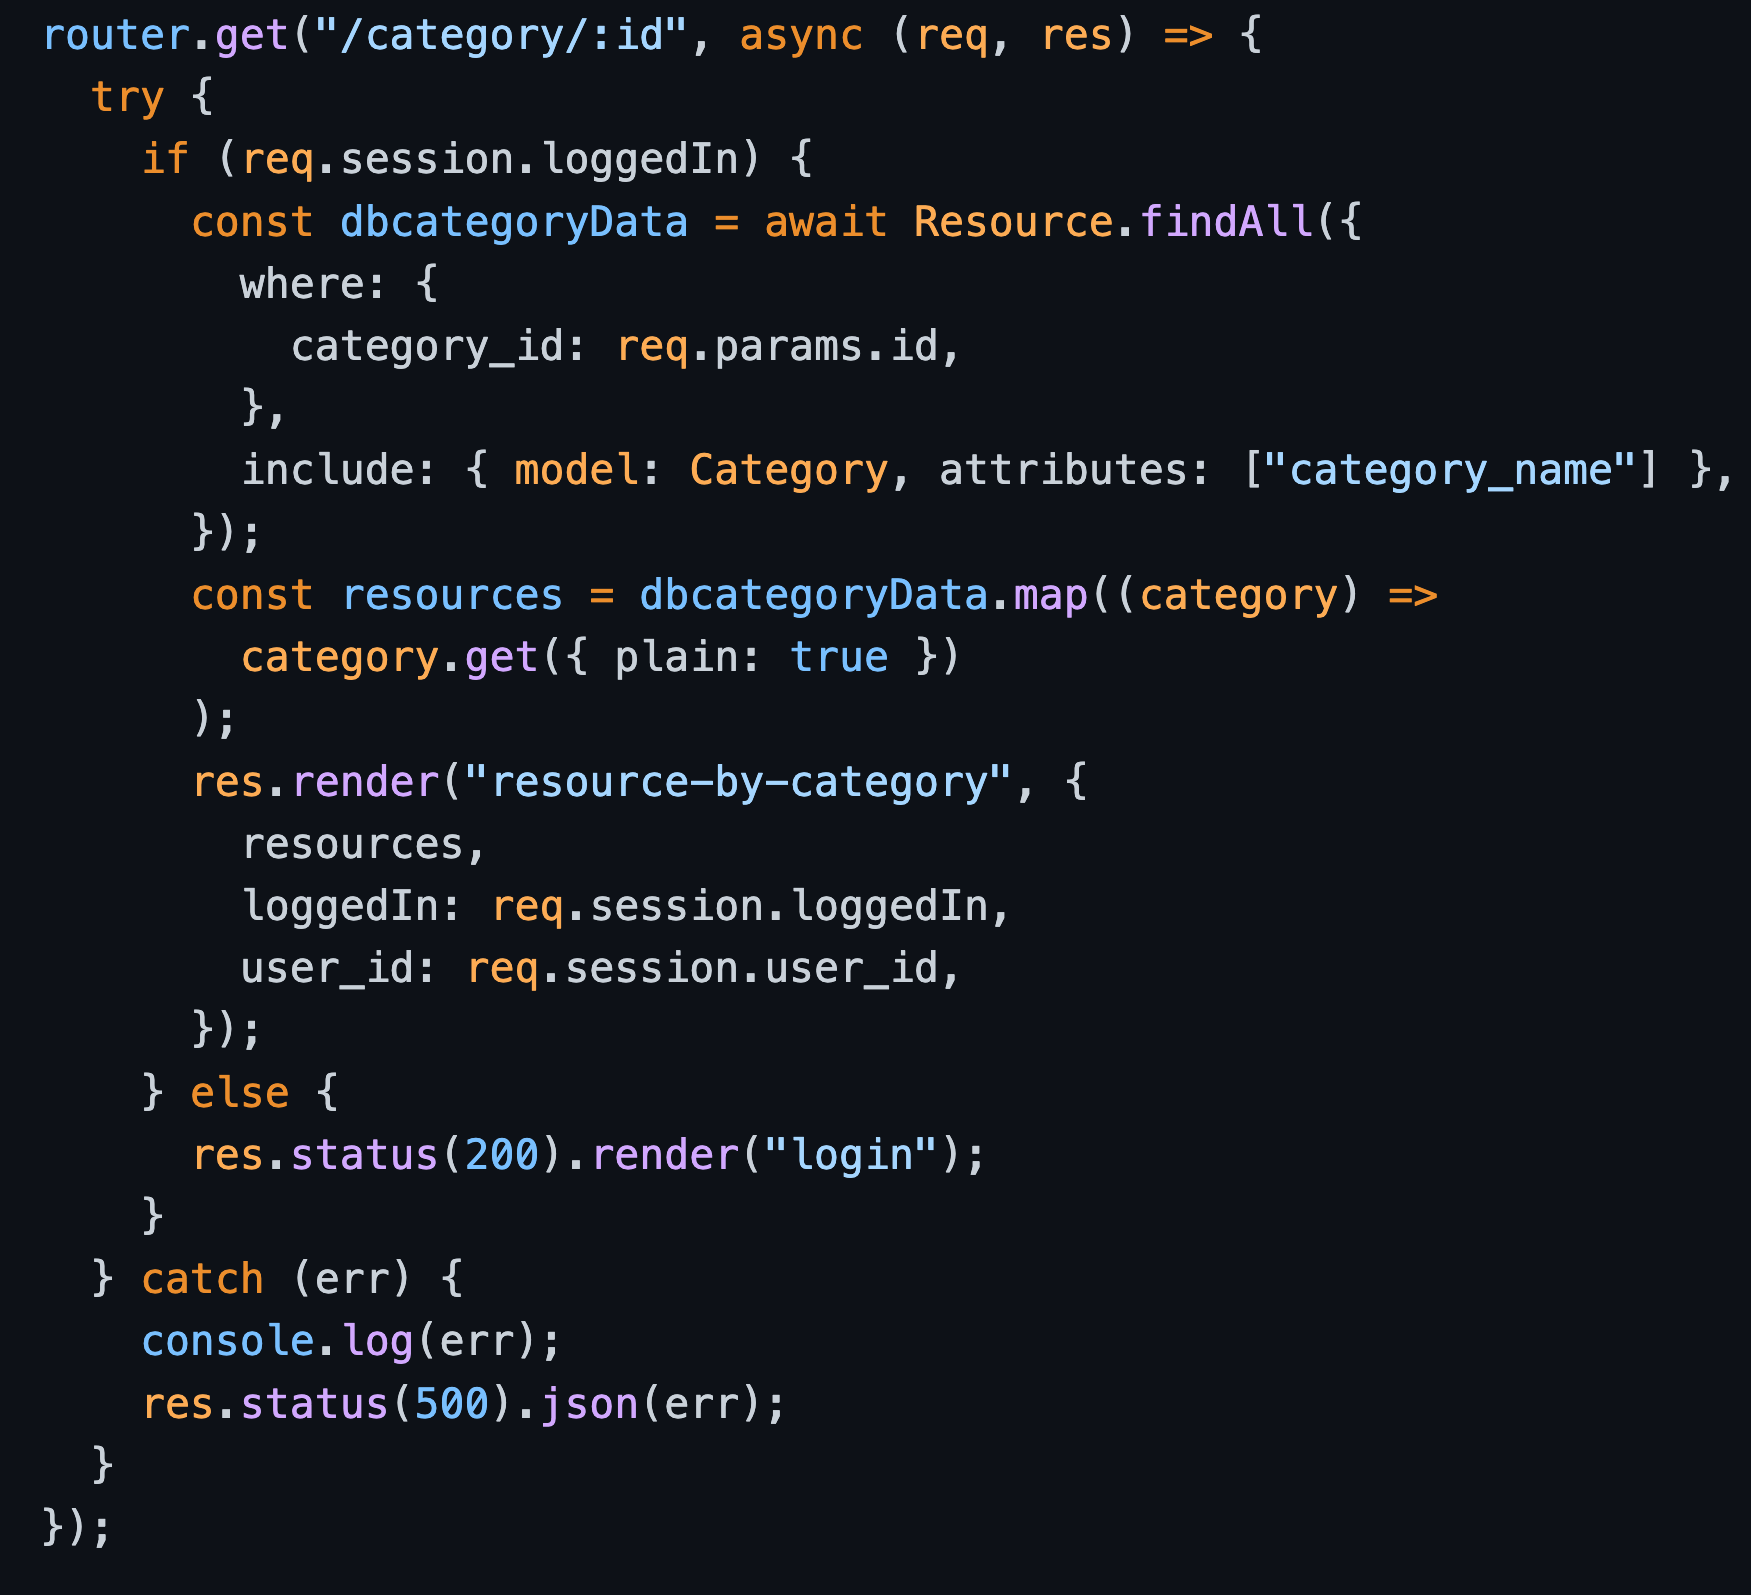 router.get("/category/:id", async (req, res) => {
  try {
    if (req.session.loggedIn) {
      const dbcategoryData = await Resource.findAll({
        where: {
          category_id: req.params.id,
        },
        include: { model: Category, attributes: ["category_name"] },
      });
      const resources = dbcategoryData.map((category) =>
        category.get({ plain: true })
      );
      res.render("resource-by-category", {
        resources,
        loggedIn: req.session.loggedIn,
        user_id: req.session.user_id,
      });
    } else {
      res.status(200).render("login");
    }
  } catch (err) {
    console.log(err);
    res.status(500).json(err);
  }
});